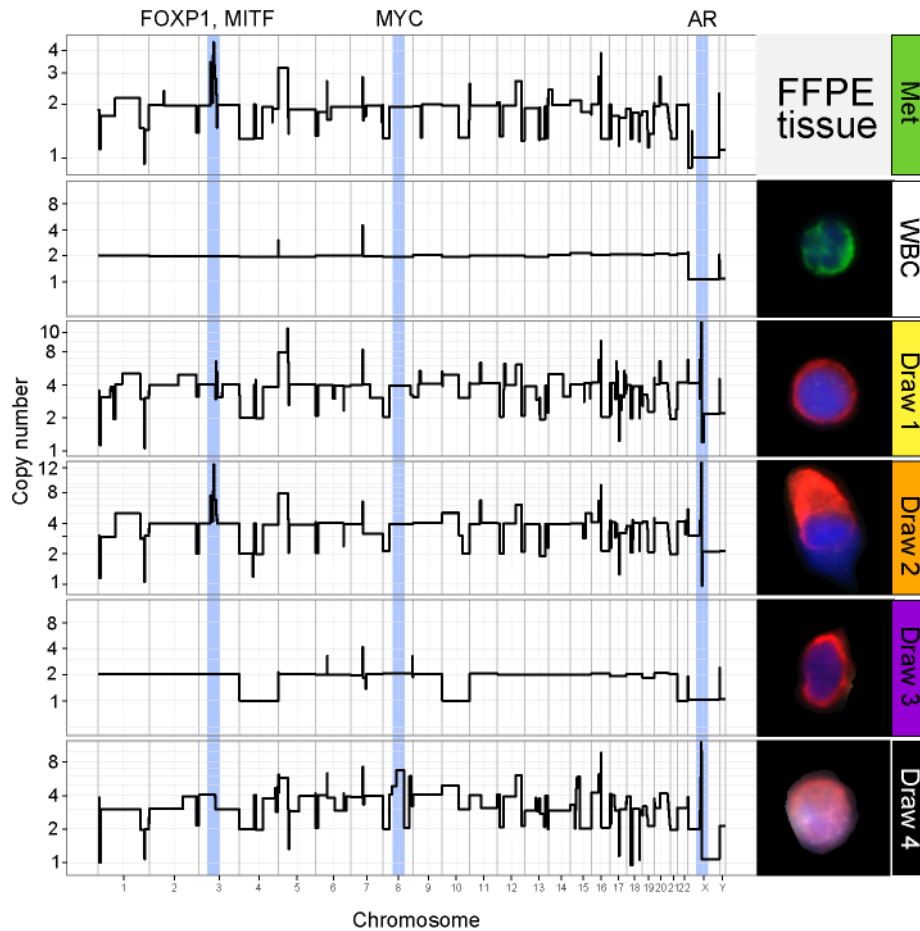 FOXP1, MITF MYC AR
4
3
2
1
FFPE
tissue
Met
8
4
2
1
WBC
10
8
4
2
1
Draw 1
Copy number
12
8
4
2
1
Draw 2
8
4
2
1
Draw 3
8
4
2
1
Draw 4
1 2 3 4 5 6 7 8 9 10 11 12 13 14 15 16 17 18 19 20 21 22 X Y
Chromosome